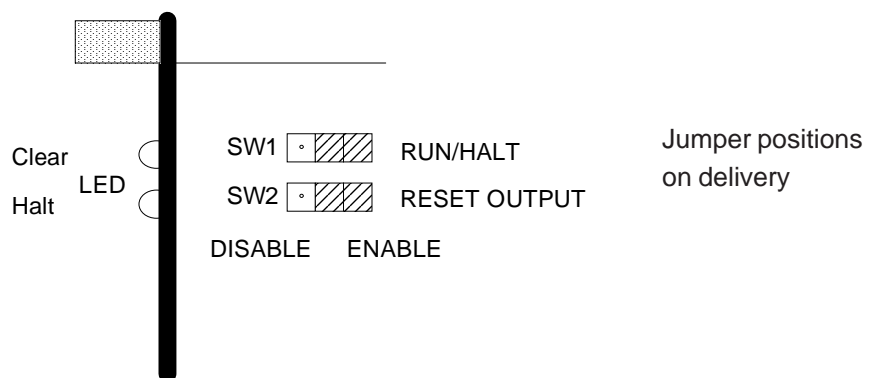 SW1 RUN/HALT
Clear
LED
Halt
SW2 RESET OUTPUT
DISABLE ENABLE
Jumper positions
on delivery